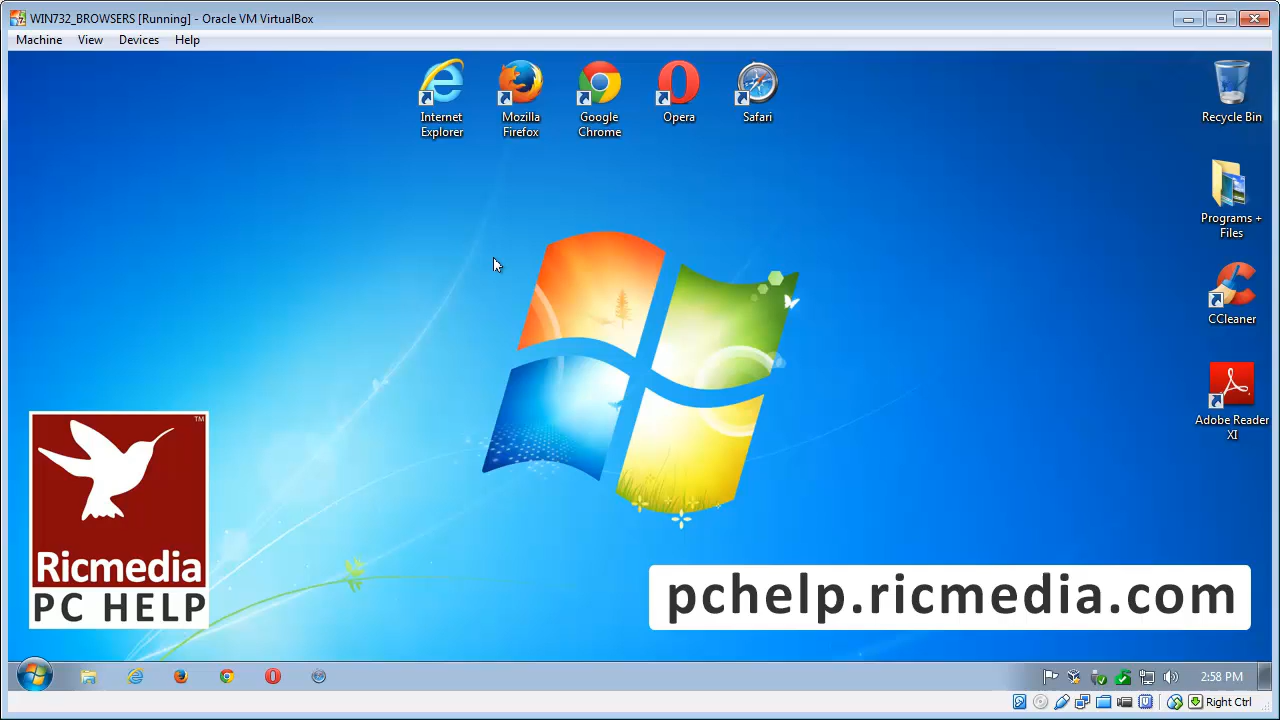 WIN732_BROWSERS [Running] - Oracle VM VirtualBox
Machine View Devices Help
Internet Explorer
Mozilla Firefox
Google Chrome
Opera
Safari
Recycle Bin
Programs + Files
CCleaner
Adobe Reader XI
TM
Ricmedia
PC HELP
pchelp.ricmedia.com
2:58 PM
Right Ctrl